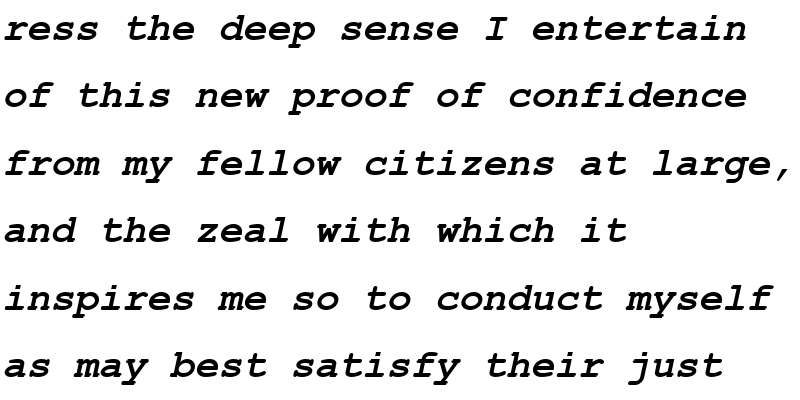 ress the deep sense I entertain
of this new proof of confidence
from my fellow citizens at large,
and the zeal with which it
inspires me so to conduct myself
as may best satisfy their just